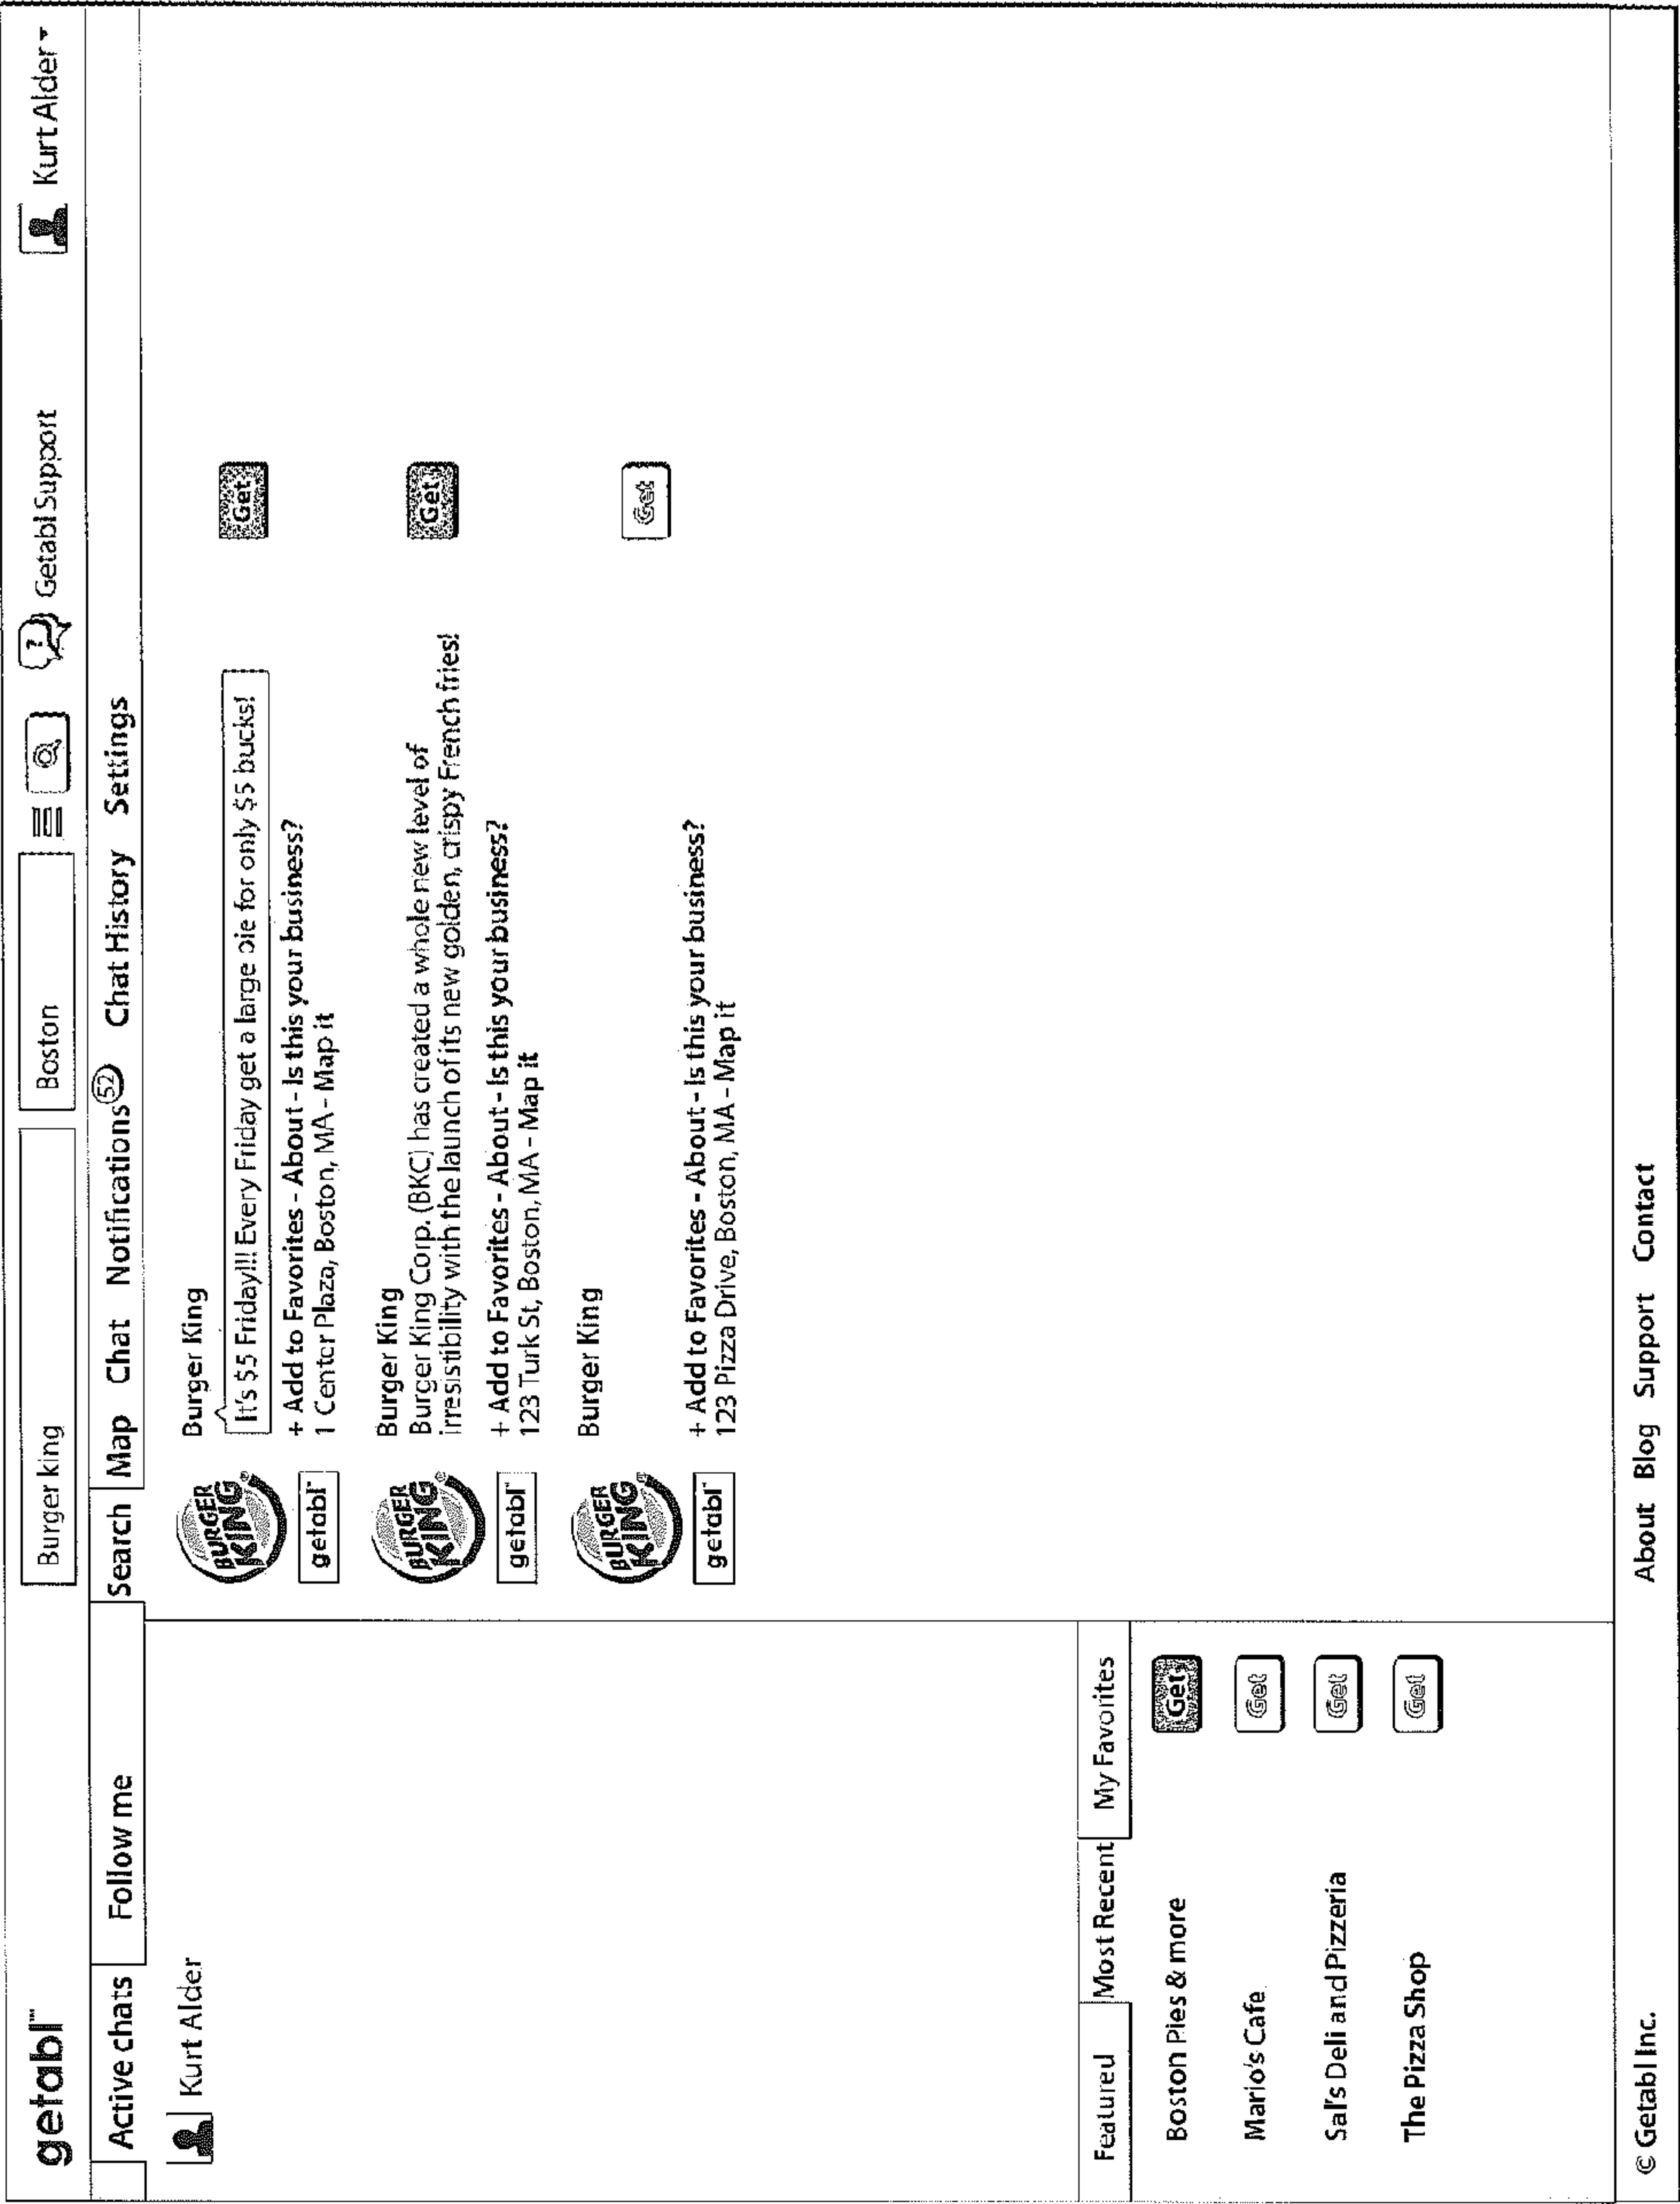 getabl™
Burger king
Boston
Getabl Support
Kurt Alder
Active chats
Follow me
Search
Map
Chat
Notifications 52
Chat History
Settings
Kurt Alder
BURGER KING®
getabl™
Burger King
It's $5 Friday!!! Every Friday get a large pie for only $5 bucks!
+ Add to Favorites - About - Is this your business?
1 Center Plaza, Boston, MA - Map it
Get
BURGER KING®
getabl™
Burger King
Burger King Corp. (BKC) has created a whole new level of
irresistibility with the launch of its new golden, crispy French fries!
+ Add to Favorites - About - Is this your business?
123 Turk St, Boston, MA - Map it
Get
BURGER KING®
getabl™
Burger King
+ Add to Favorites - About - Is this your business?
123 Pizza Drive, Boston, MA - Map it
Get
Featured
Most Recent
My Favorites
Boston Pies & more
Get
Mario's Cafe
Get
Sal's Deli and Pizzeria
Get
The Pizza Shop
Get
© Getabl Inc.
About
Blog
Support
Contact